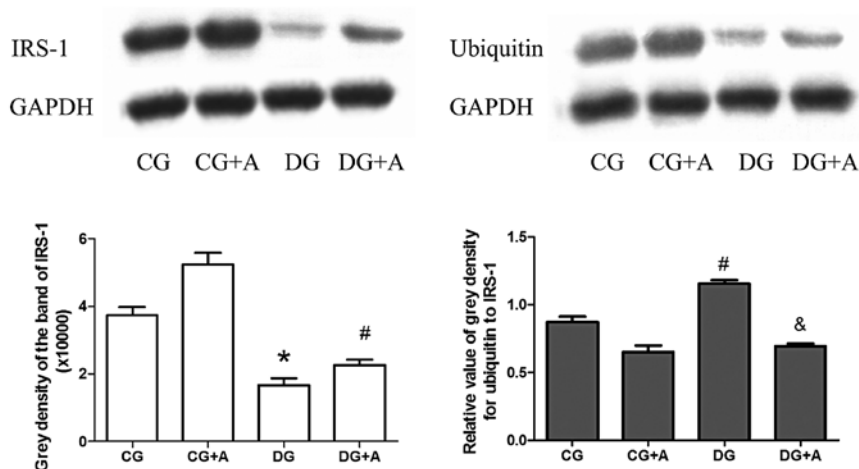 IRS-1
GAPDH
CG CG+A DG DG+A
Ubiquitin
GAPDH
CG CG+A DG DG+A
Grey density of the band of IRS-1
(x10000)
6
4
2
0
*
#
CG CG+A DG DG+A
Relative value of grey density
for ubiquitin to IRS-1
1.5
1.0
0.5
0.0
#
&
CG CG+A DG DG+A